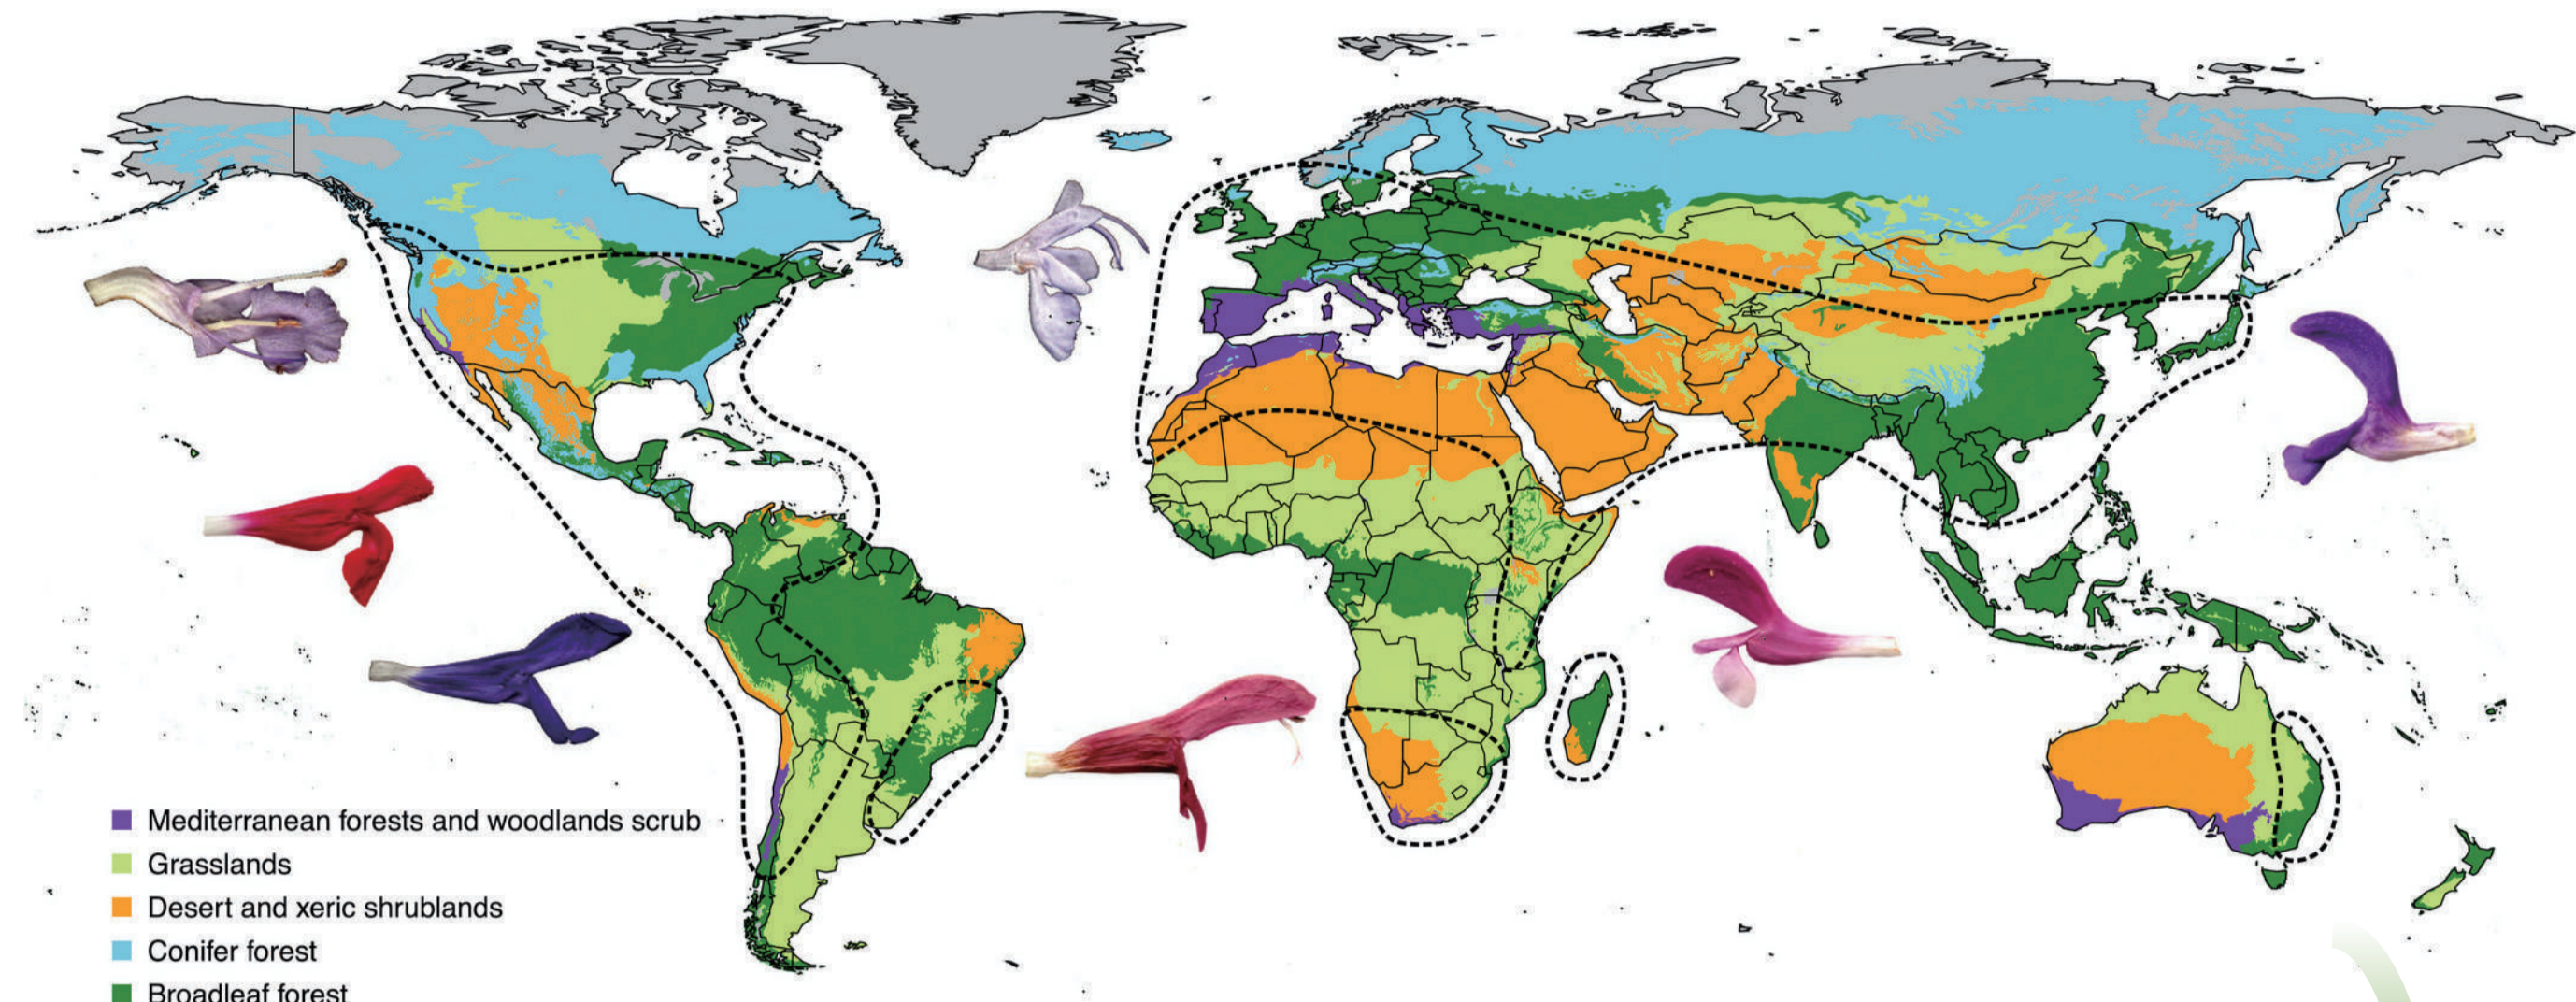 Mediterranean forests and woodlands scrub
Grasslands
Desert and xeric shrublands
Conifer forest
Broadleaf forest